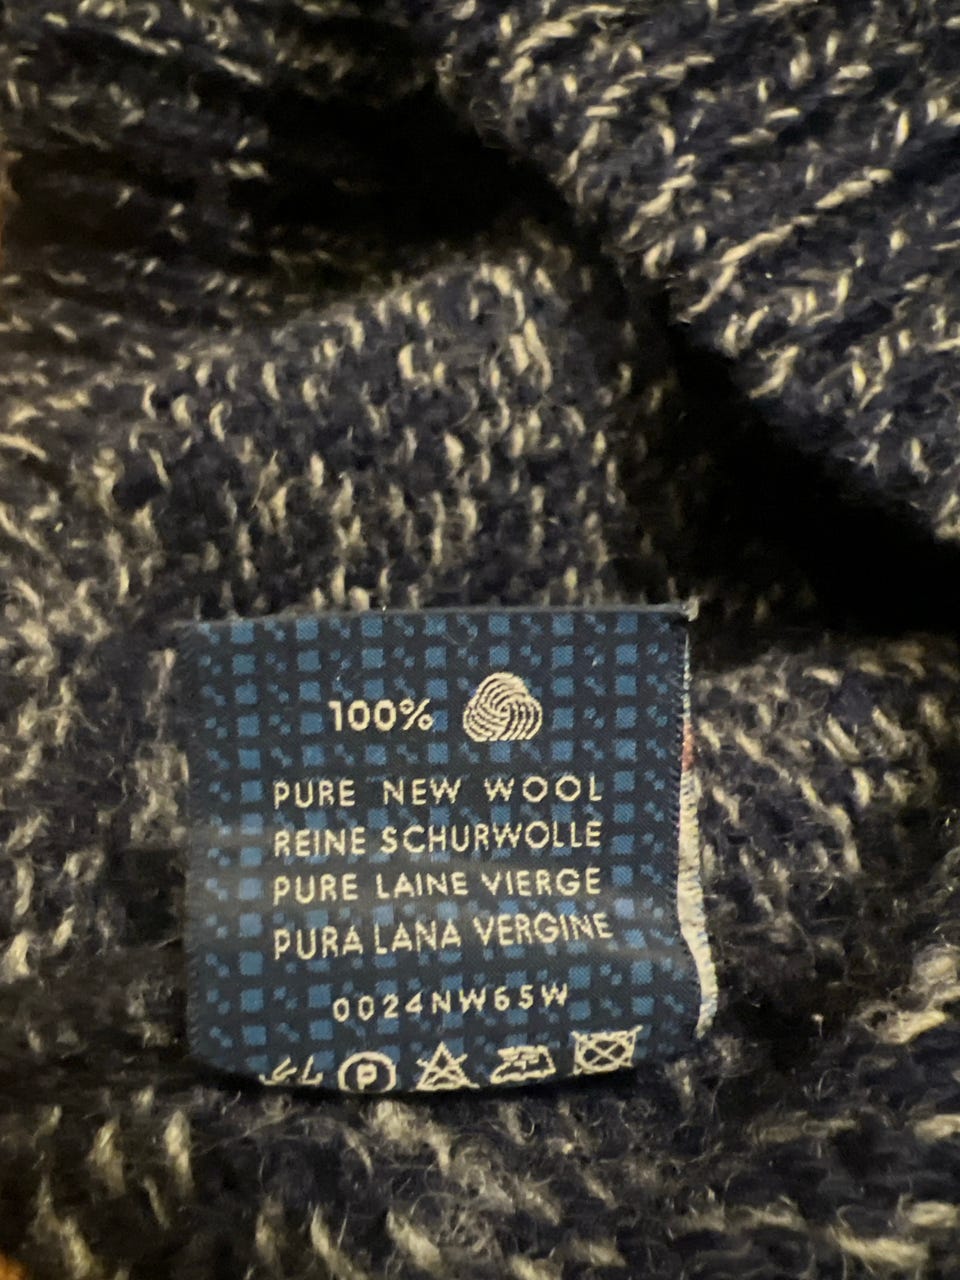 100%
PURE NEW WOOL
REINE SCHURWOLLE
PURE LAINE VIERGE
PURA LANA VERGINE
0024NW65W
P